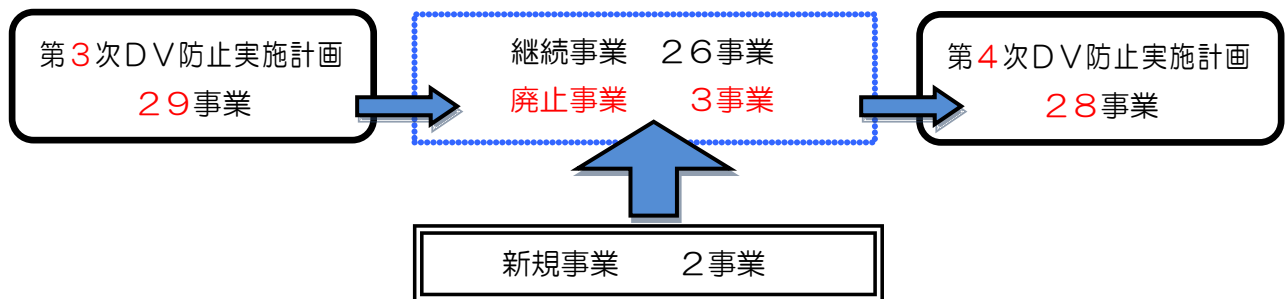 第３次ＤＶ防止実施計画
２９事業
継続事業　２６事業
廃止事業　　３事業
第４次ＤＶ防止実施計画
２８事業
新規事業　　２事業